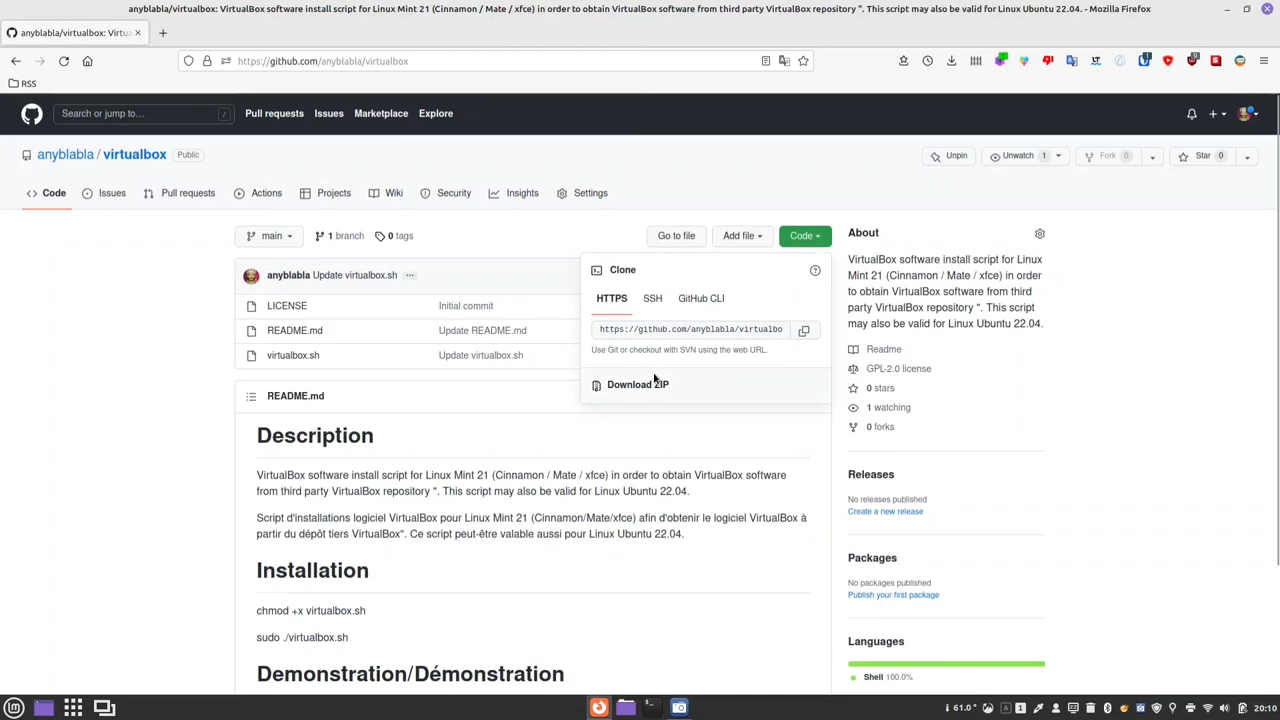 anyblabla/virtualbox: VirtualBox software install script for Linux Mint 21 (Cinnamon / Mate / xfce) in order to obtain VirtualBox software from third party VirtualBox repository ". This script may also be valid for Linux Ubuntu 22.04. - Mozilla Firefox
anyblabla/virtualbox: Virtu
https://github.com/anyblabla/virtualbox
RSS
Search or jump to… /
Pull requests Issues Marketplace Explore
anyblabla / virtualbox Public
Unpin Unwatch 1 Fork 0 Star 0
Code Issues Pull requests Actions Projects Wiki Security Insights Settings
main 1 branch 0 tags Go to file Add file Code
anyblabla Update virtualbox.sh …
LICENSE Initial commit
README.md Update README.md
virtualbox.sh Update virtualbox.sh
Clone
HTTPS SSH GitHub CLI
https://github.com/anyblabla/virtualbo
Use Git or checkout with SVN using the web URL.
Download ZIP
README.md
Description
VirtualBox software install script for Linux Mint 21 (Cinnamon / Mate / xfce) in order to obtain VirtualBox software
from third party VirtualBox repository ". This script may also be valid for Linux Ubuntu 22.04.
Script d'installations logiciel VirtualBox pour Linux Mint 21 (Cinnamon/Mate/xfce) afin d'obtenir le logiciel VirtualBox à
partir du dépôt tiers VirtualBox". Ce script peut-être valable aussi pour Linux Ubuntu 22.04.
Installation
chmod +x virtualbox.sh
sudo ./virtualbox.sh
Demonstration/Démonstration
About
VirtualBox software install script for Linux
Mint 21 (Cinnamon / Mate / xfce) in order
to obtain VirtualBox software from third
party VirtualBox repository ". This script
may also be valid for Linux Ubuntu 22.04.
Readme
GPL-2.0 license
0 stars
1 watching
0 forks
Releases
No releases published
Create a new release
Packages
No packages published
Publish your first package
Languages
Shell 100.0%
61.0° 20:10